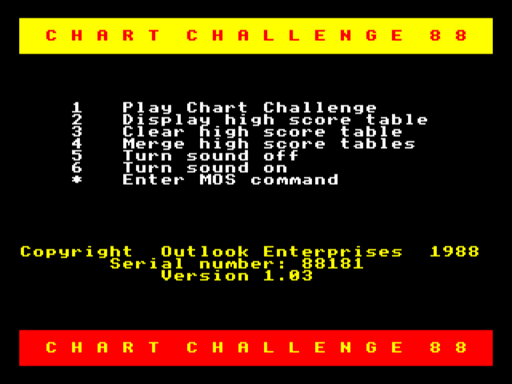 C H A R T C H A L L E N G E 8 8
1 Play Chart Challenge
2 Display high score table
3 Clear high score table
4 Merge high score tables
5 Turn sound off
6 Turn sound on
* Enter MOS command
Copyright Outlook Enterprises 1988
Serial number: 88181
Version 1.03
C H A R T C H A L L E N G E 8 8